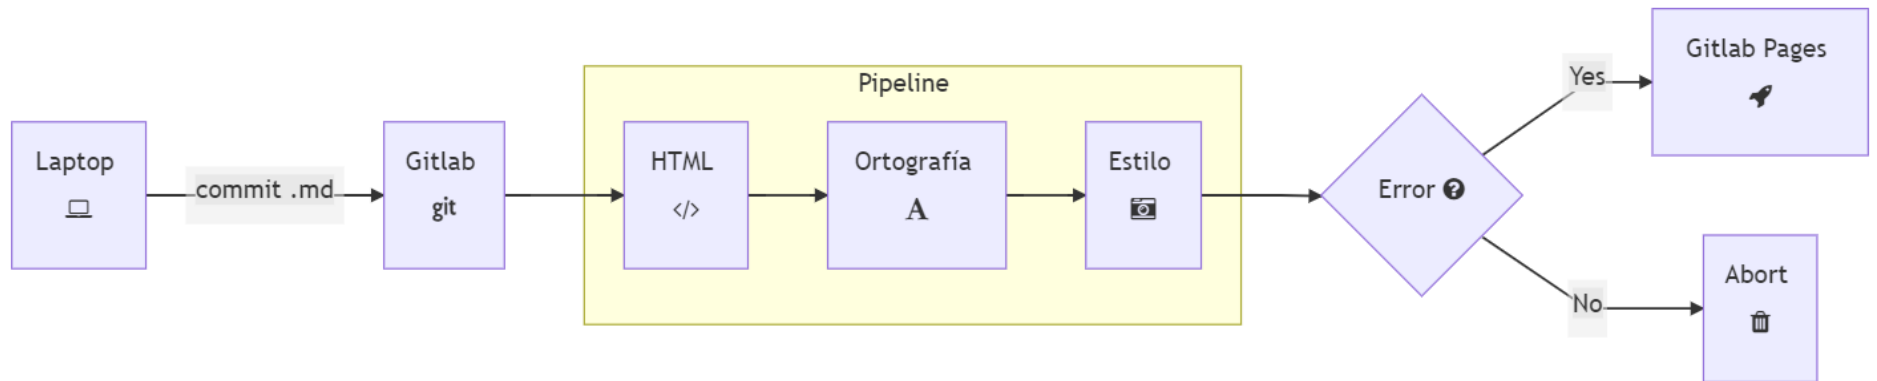 Laptop
commit .md
Gitlab
git
Pipeline
HTML
</>
Ortografía
A
Estilo
Error ?
Yes
Gitlab Pages
No
Abort